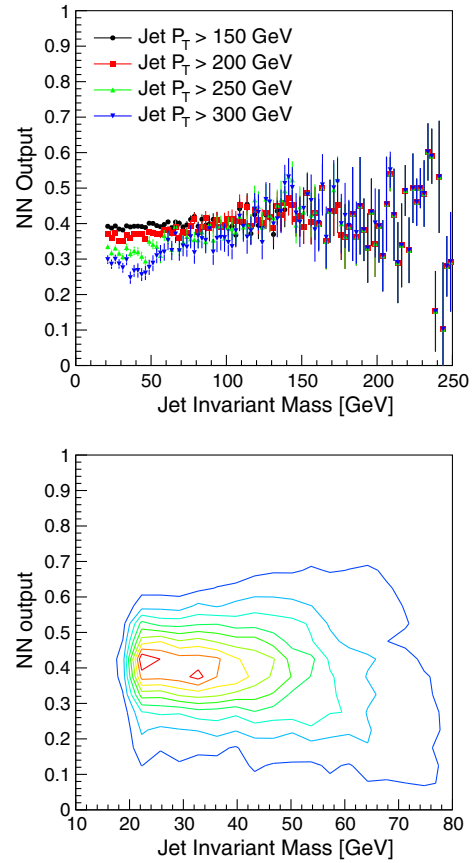 1
0.9
0.8
0.7
0.6
0.5
0.4
0.3
0.2
0.1
0
NN Output
Jet P_T > 150 GeV
Jet P_T > 200 GeV
Jet P_T > 250 GeV
Jet P_T > 300 GeV
0 50 100 150 200 250
Jet Invariant Mass [GeV]
1
0.9
0.8
0.7
0.6
0.5
0.4
0.3
0.2
0.1
0
NN output
10 20 30 40 50 60 70 80
Jet Invariant Mass [GeV]